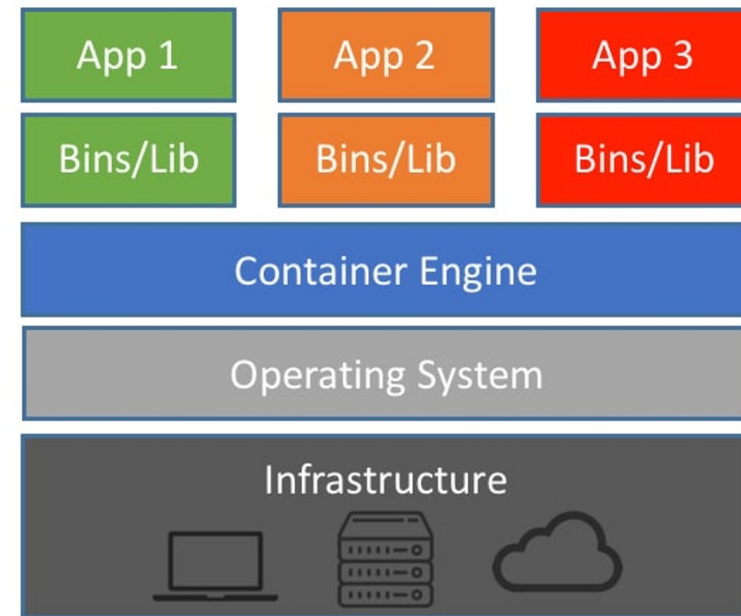 App 1
App 2
App 3
Bins/Lib
Bins/Lib
Bins/Lib
Container Engine
Operating System
Infrastructure